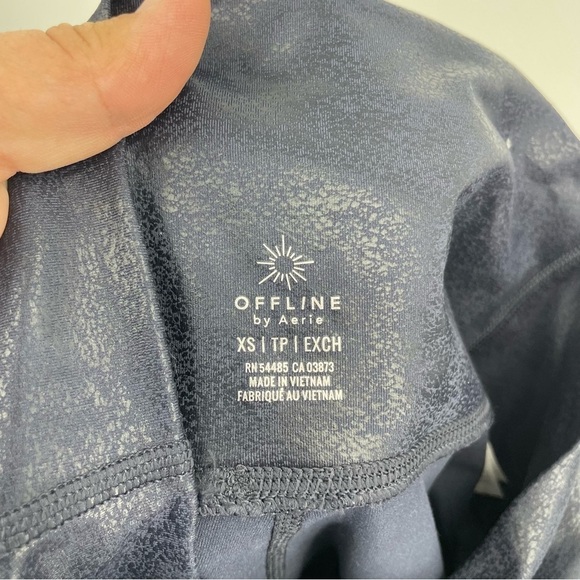 OFFLINE
by Aerie
XS | TP | EXCH
RN 54485 CA 03873
MADE IN VIETNAM
FABRIQUÉ AU VIETNAM